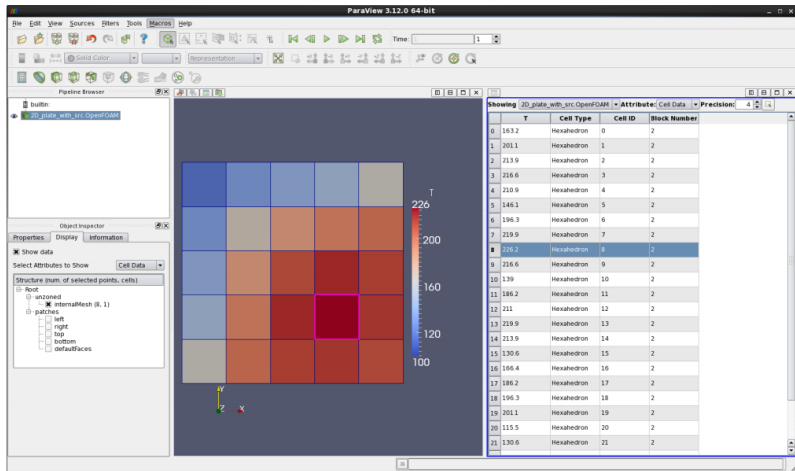 ParaView 3.12.0 64-bit
File Edit View Sources Filters Tools Macros Help
Time: 1
Solid Color Representation
Pipeline Browser
builtin:
2D_plate_with_src.OpenFOAM
Object Inspector
Properties Display Information
Show data
Select Attributes to Show Cell Data
Structure (num. of selected points, cells)
Root
unzoned
internalMesh (8, 1)
patches
left
right
top
bottom
defaultFaces
T
226
200
160
120
100
Y
Z X
Showing 2D_plate_with_src.OpenFOAM Attribute: Cell Data Precision: 4
T Cell Type Cell ID Block Number
0 163.2 Hexahedron 0 2
1 201.1 Hexahedron 1 2
2 213.9 Hexahedron 2 2
3 216.6 Hexahedron 3 2
4 210.9 Hexahedron 4 2
5 146.1 Hexahedron 5 2
6 196.3 Hexahedron 6 2
7 219.9 Hexahedron 7 2
8 226.2 Hexahedron 8 2
9 216.6 Hexahedron 9 2
10 139 Hexahedron 10 2
11 186.2 Hexahedron 11 2
12 211 Hexahedron 12 2
13 219.9 Hexahedron 13 2
14 213.9 Hexahedron 14 2
15 130.6 Hexahedron 15 2
16 166.4 Hexahedron 16 2
17 186.2 Hexahedron 17 2
18 196.3 Hexahedron 18 2
19 201.1 Hexahedron 19 2
20 115.5 Hexahedron 20 2
21 130.6 Hexahedron 21 2